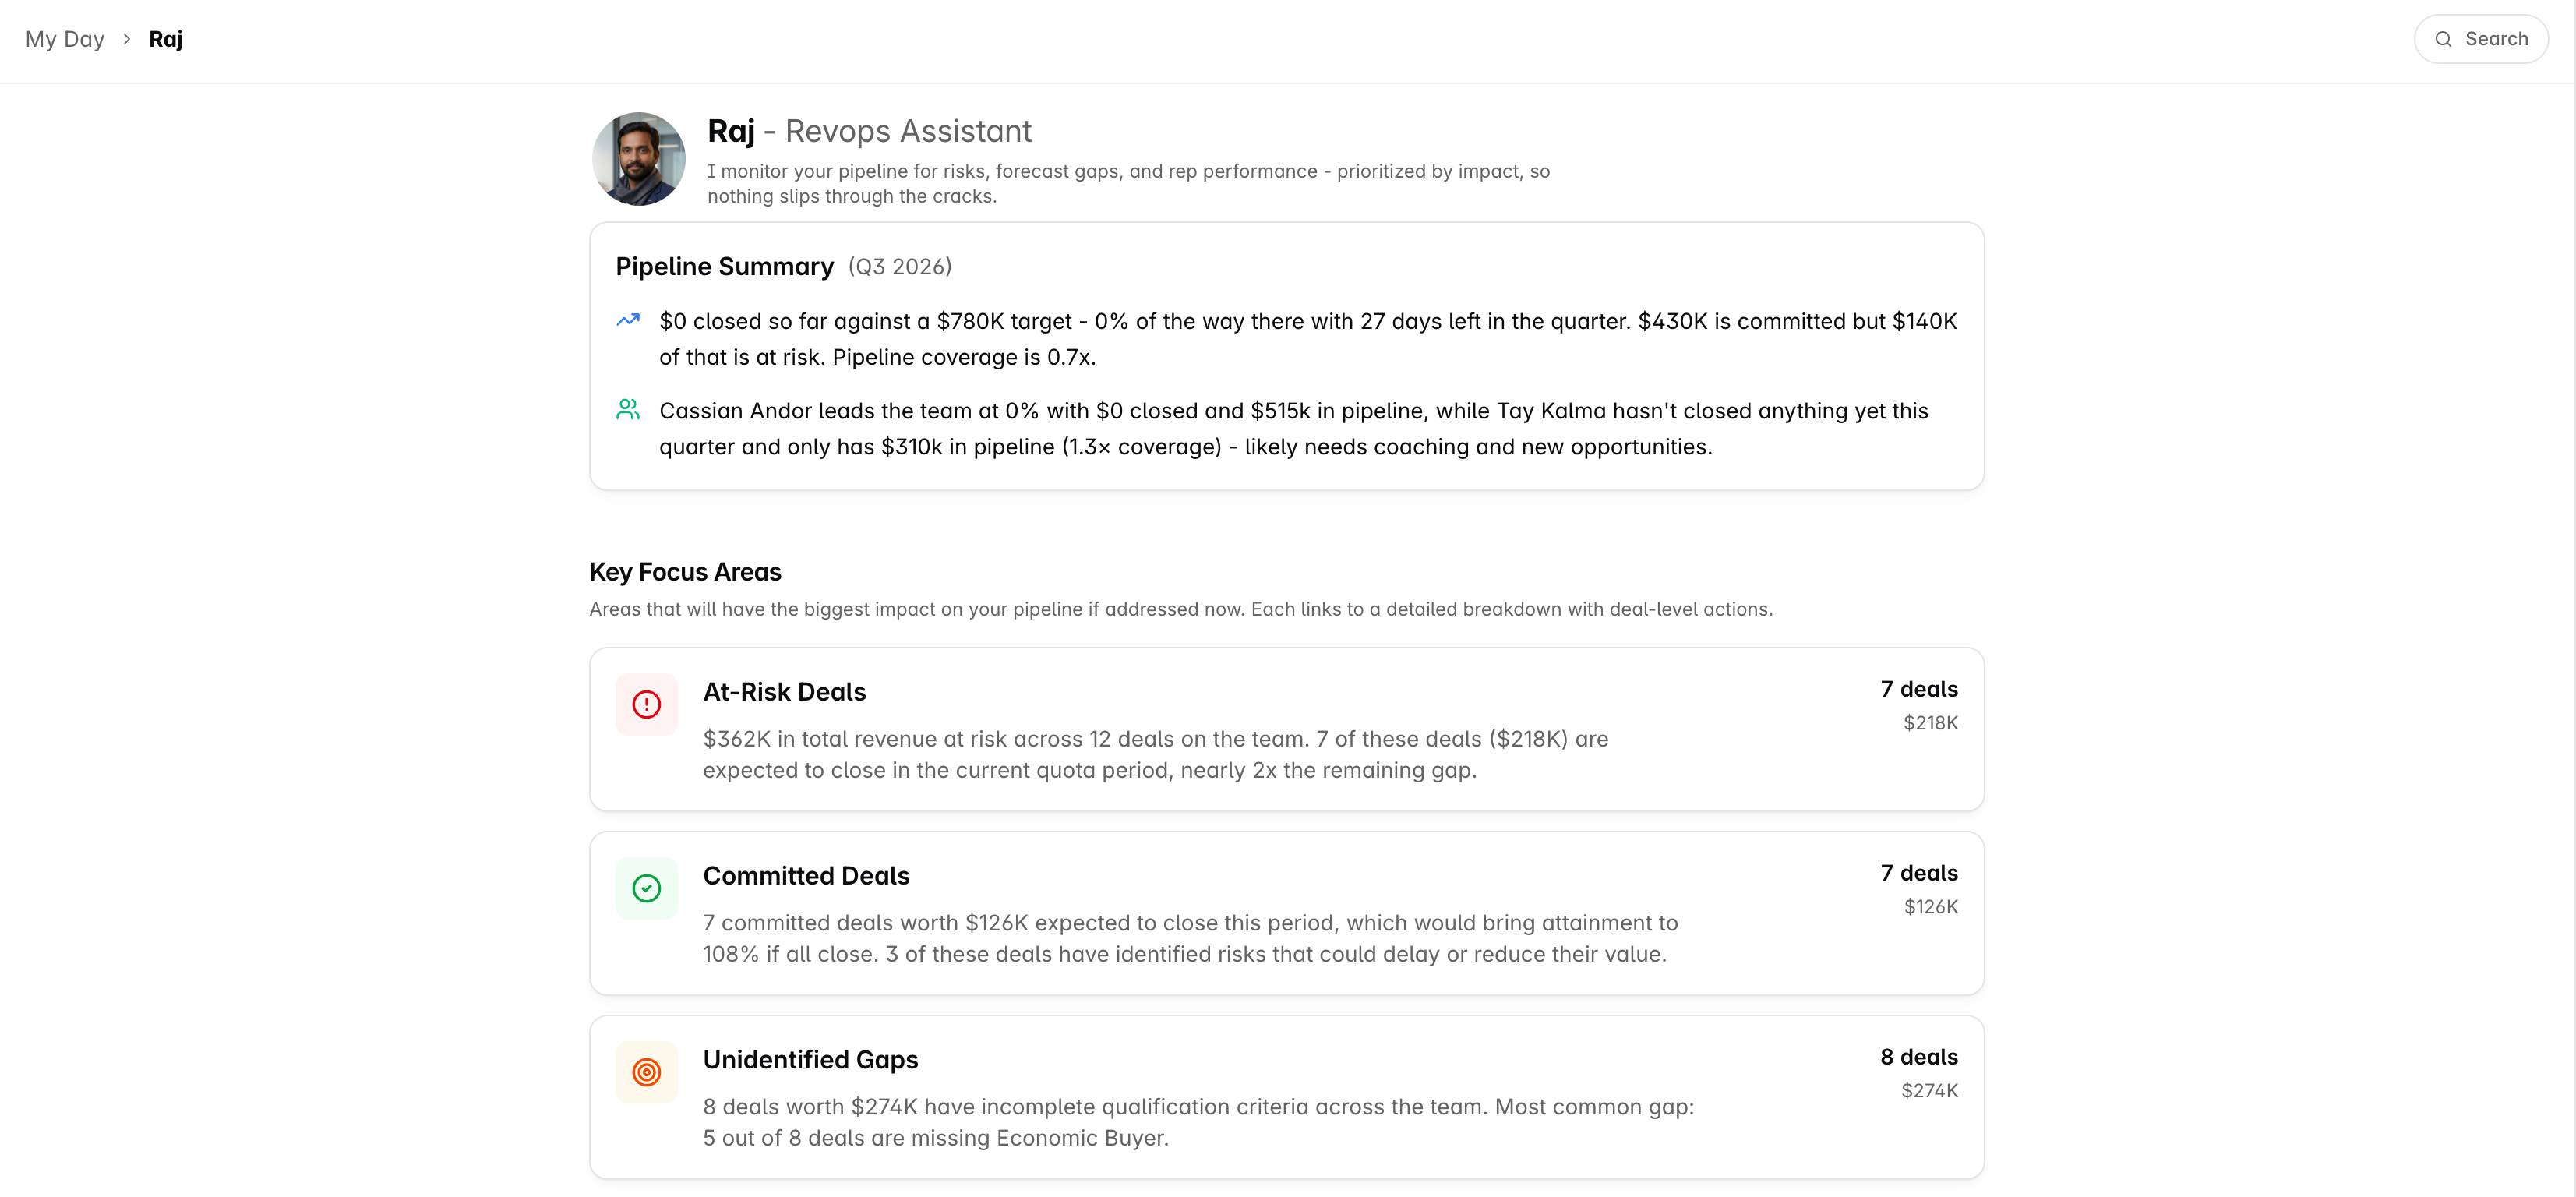 My Day > Raj
Search
Raj - Revops Assistant
I monitor your pipeline for risks, forecast gaps, and rep performance - prioritized by impact, so
nothing slips through the cracks.
Pipeline Summary (Q3 2026)
$0 closed so far against a $780K target - 0% of the way there with 27 days left in the quarter. $430K is committed but $140K
of that is at risk. Pipeline coverage is 0.7x.
Cassian Andor leads the team at 0% with $0 closed and $515k in pipeline, while Tay Kalma hasn't closed anything yet this
quarter and only has $310k in pipeline (1.3× coverage) - likely needs coaching and new opportunities.
Key Focus Areas
Areas that will have the biggest impact on your pipeline if addressed now. Each links to a detailed breakdown with deal-level actions.
At-Risk Deals
7 deals
$218K
$362K in total revenue at risk across 12 deals on the team. 7 of these deals ($218K) are
expected to close in the current quota period, nearly 2x the remaining gap.
Committed Deals
7 deals
$126K
7 committed deals worth $126K expected to close this period, which would bring attainment to
108% if all close. 3 of these deals have identified risks that could delay or reduce their value.
Unidentified Gaps
8 deals
$274K
8 deals worth $274K have incomplete qualification criteria across the team. Most common gap:
5 out of 8 deals are missing Economic Buyer.